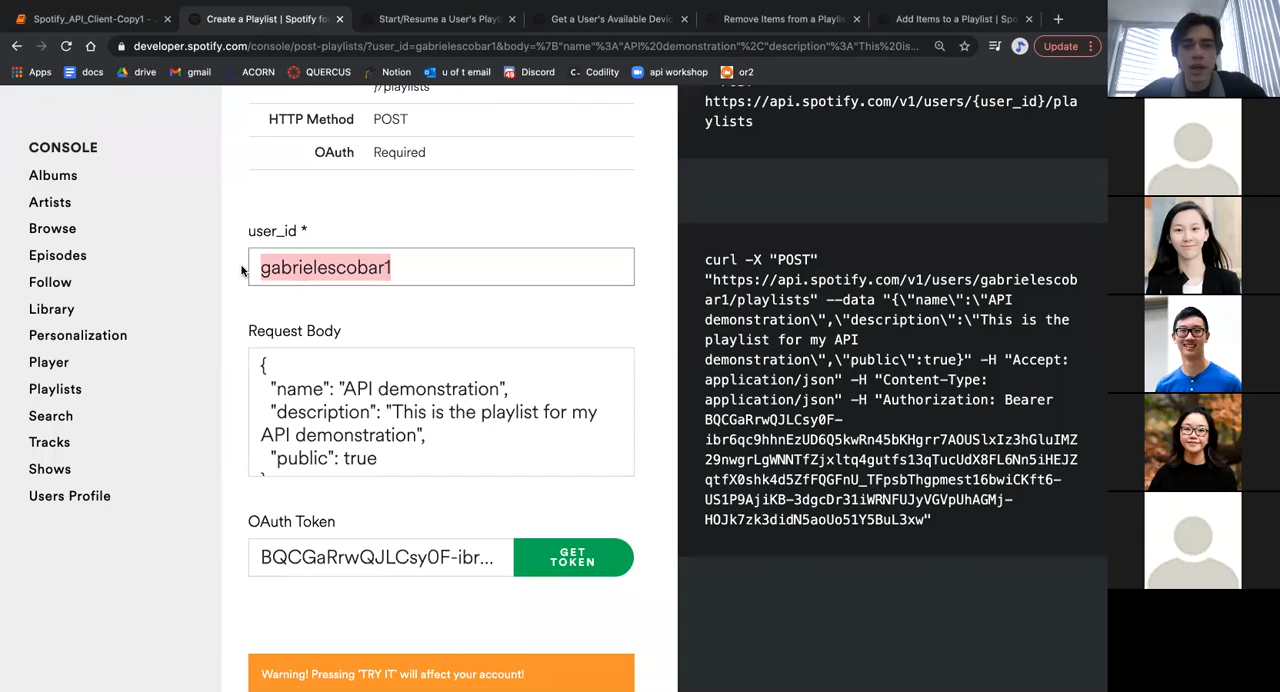 Spotify_API_Client-Copy1 -
Create a Playlist | Spotify fo
Start/Resume a User's Playb
Get a User's Available Devic
Remove Items from a Playlis
Add Items to a Playlist | Spo
developer.spotify.com/console/post-playlists/?user_id=gabrielescobar1&body=%7B"name"%3A"API%20demonstration"%2C"description"%3A"This%20is...
Update
Apps
docs
drive
gmail
ACORN
QUERCUS
Notion
u of t email
Discord
Codility
api workshop
or2
CONSOLE
Albums
Artists
Browse
Episodes
Follow
Library
Personalization
Player
Playlists
Search
Tracks
Shows
Users Profile
}/playlists
HTTP Method POST
OAuth Required
user_id *
gabrielescobar1
Request Body
{
"name": "API demonstration",
"description": "This is the playlist for my
API demonstration",
"public": true
OAuth Token
BQCGaRrwQJLCsy0F-ibr...
GET
TOKEN
Warning! Pressing 'TRY IT' will affect your account!
https://api.spotify.com/v1/users/{user_id}/pla
ylists
curl -X "POST"
"https://api.spotify.com/v1/users/gabrielescob
ar1/playlists" --data "{\"name\":\"API
demonstration\",\"description\":\"This is the
playlist for my API
demonstration\",\"public\":true}" -H "Accept:
application/json" -H "Content-Type:
application/json" -H "Authorization: Bearer
BQCGaRrwQJLCsy0F-
ibr6qc9hhnEzUD6Q5kwRn45bKHgrr7AOUSlxIz3hGluIMZ
29nwgrLgWNNTfZjxltq4gutfs13qTucUdX8FL6Nn5iHEJZ
qtfX0shk4d5ZfFQGFnU_TFpsbThgpmest16bwiCKft6-
US1P9AjiKB-3dgcDr31iWRNFUJyVGVpUhAGMj-
HOJk7zk3didN5aoUo51Y5BuL3xw"